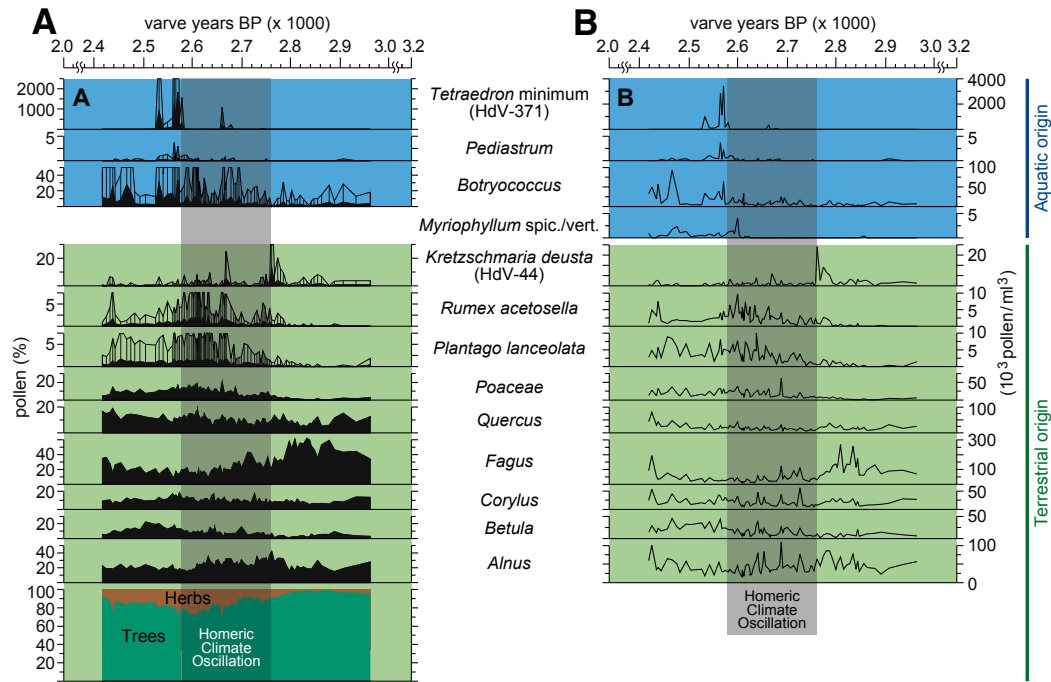 A
varve years BP (x 1000)
2.0 2.4 2.5 2.6 2.7 2.8 2.9 3.0 3.2
B
varve years BP (x 1000)
2.0 2.4 2.5 2.6 2.7 2.8 2.9 3.0 3.2
A
B
2000
1000
Tetraedron minimum
(HdV-371)
4000
2000
5
Pediastrum
5
40
20
Botryococcus
100
50
Myriophyllum spic./vert.
5
20
Kretzschmaria deusta
(HdV-44)
20
5
Rumex acetosella
10
5
5
Plantago lanceolata
10
5
20
Poaceae
50
20
Quercus
100
40
20
Fagus
300
100
20
Corylus
50
20
Betula
50
40
20
Alnus
100
0
100
80
60
40
20
Herbs
Trees
Homeric
Climate
Oscillation
Homeric
Climate
Oscillation
pollen (%)
(10³ pollen/ml³)
Aquatic origin
Terrestrial origin